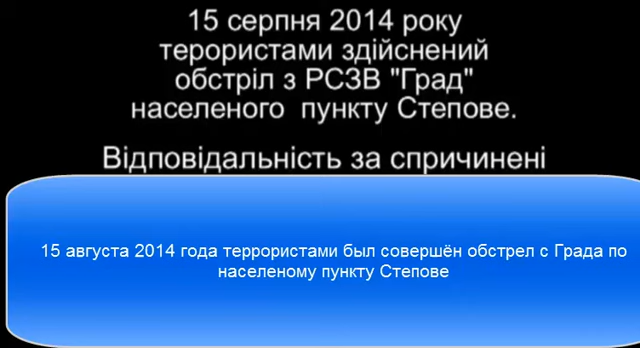 15 серпня 2014 року
терористами здійснений
обстріл з РСЗВ "Град"
населеного пункту Степове.
Відповідальність за спричинені
15 августа 2014 года террористами был совершён обстрел с Града по
населеному пункту Степове